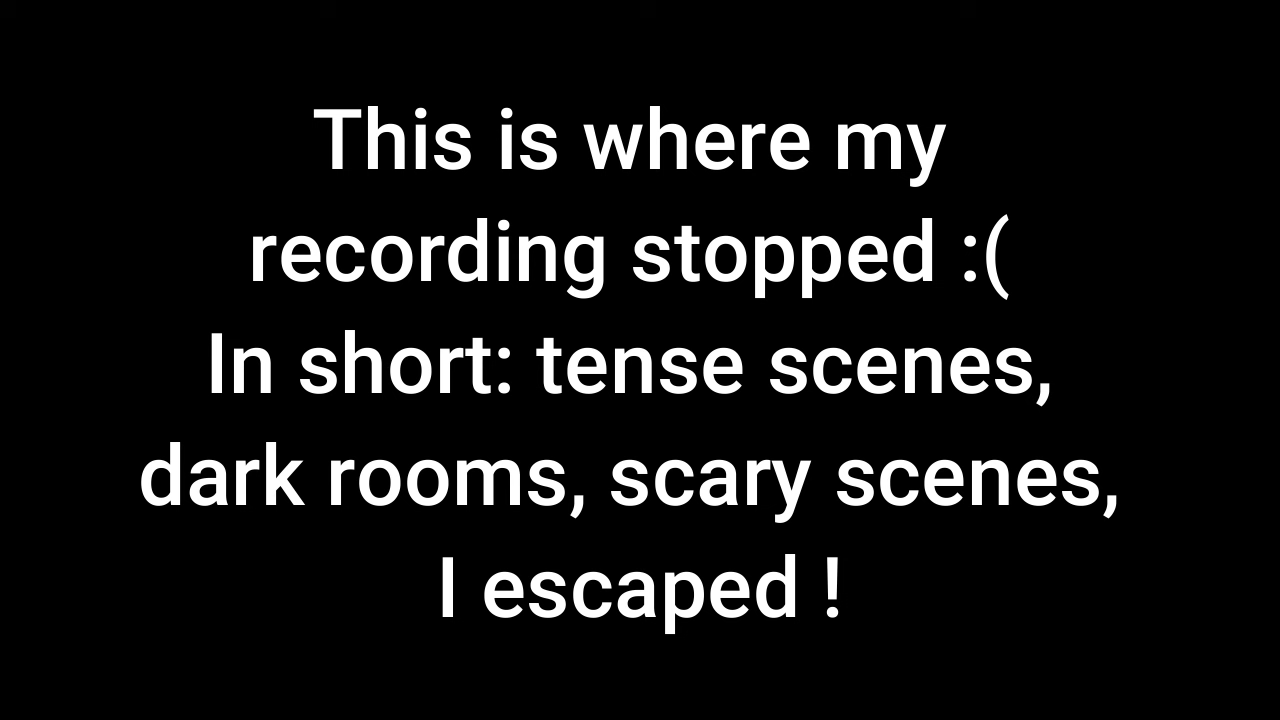 This is where my
recording stopped :(
In short: tense scenes,
dark rooms, scary scenes,
I escaped !